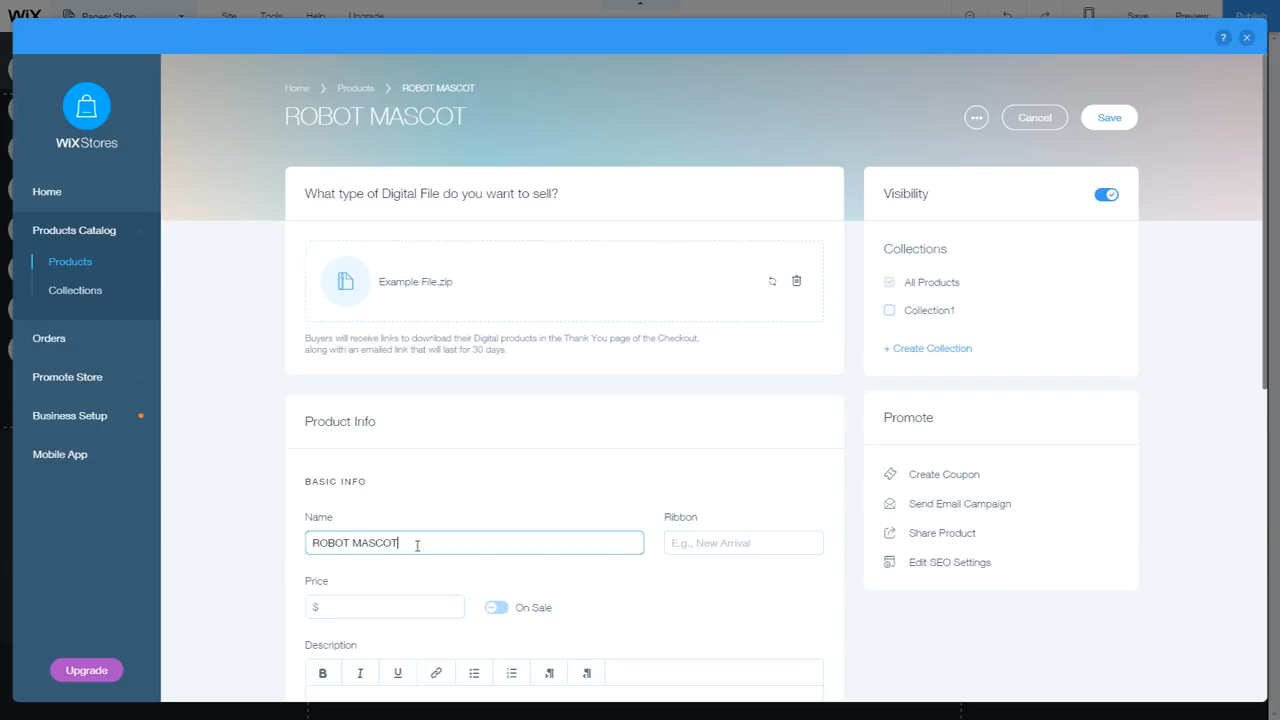 WiX
Pages: Shop
Site
Tools
Help
Upgrade
Save
Preview
Publish
?
WiXStores
Home
Products Catalog
Products
Collections
Orders
Promote Store
Business Setup
Mobile App
Upgrade
Home
Products
ROBOT MASCOT
ROBOT MASCOT
Cancel
Save
What type of Digital File do you want to sell?
Example File.zip
Buyers will receive links to download their Digital products in the Thank You page of the Checkout,
along with an emailed link that will last for 30 days.
Product Info
BASIC INFO
Name
Ribbon
ROBOT MASCOT
E.g., New Arrival
Price
$
On Sale
Description
B
I
U
Visibility
Collections
All Products
Collection1
+ Create Collection
Promote
Create Coupon
Send Email Campaign
Share Product
Edit SEO Settings